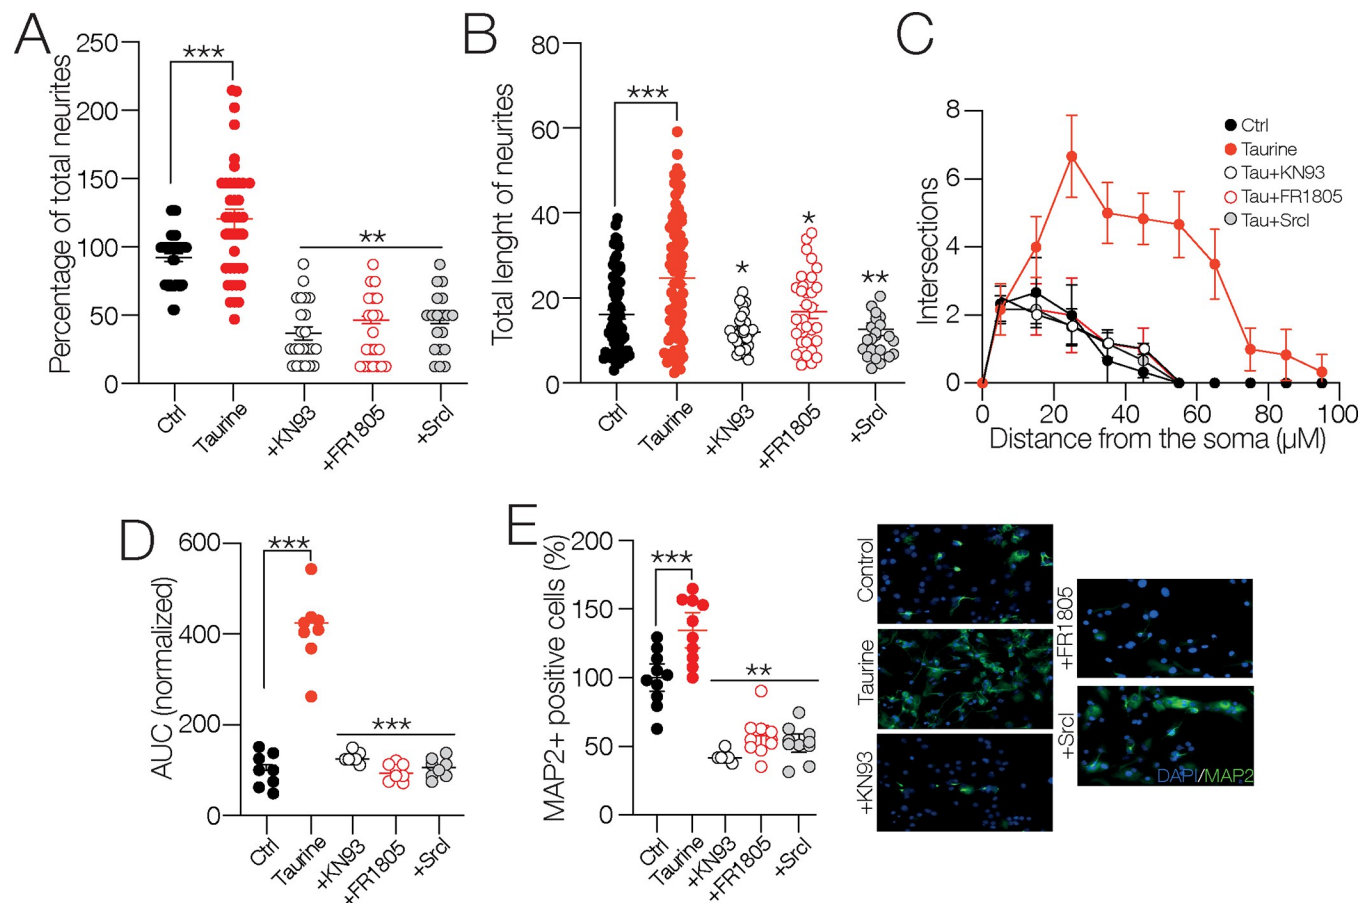 A
Percentage of total neurites
250
200
150
100
50
0
***
**
Ctrl
Taurine
+KN93
+FR1805
+Srcl
B
Total lenght of neurites
80
60
40
20
0
***
*
*
**
Ctrl
Taurine
+KN93
+FR1805
+Srcl
C
Intersections
8
6
4
2
0
0
20
40
60
80
100
Distance from the soma (µM)
Ctrl
Taurine
Tau+KN93
Tau+FR1805
Tau+SrcI
D
AUC (normalized)
600
400
200
0
***
***
Ctrl
Taurine
+KN93
+FR1805
+Srcl
E
MAP2+ positive cells (%)
200
150
100
50
0
***
**
Ctrl
Taurine
+KN93
+FR1805
+Srcl
Control
Taurine
+KN93
+FR1805
+Srcl
DAPI/MAP2